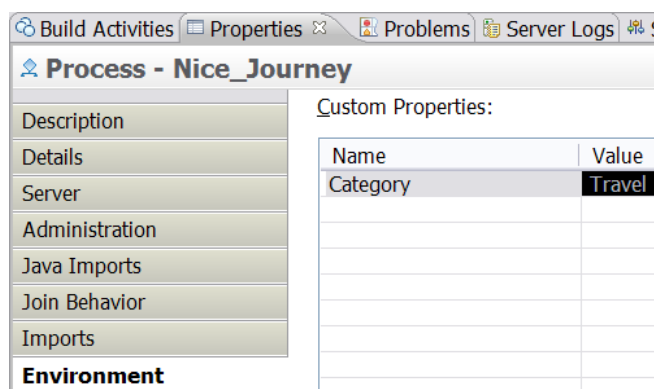 Build Activities Properties Problems Server Logs
Process - Nice_Journey
Custom Properties:
Description
Name Value
Details
Category Travel
Server
Administration
Java Imports
Join Behavior
Imports
Environment